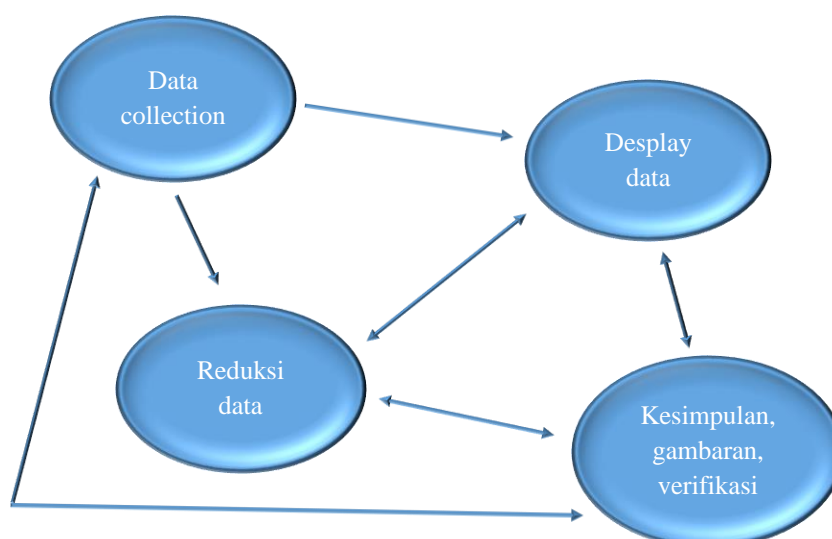 Data
collection
Desplay
data
Reduksi
data
Kesimpulan,
gambaran,
verifikasi